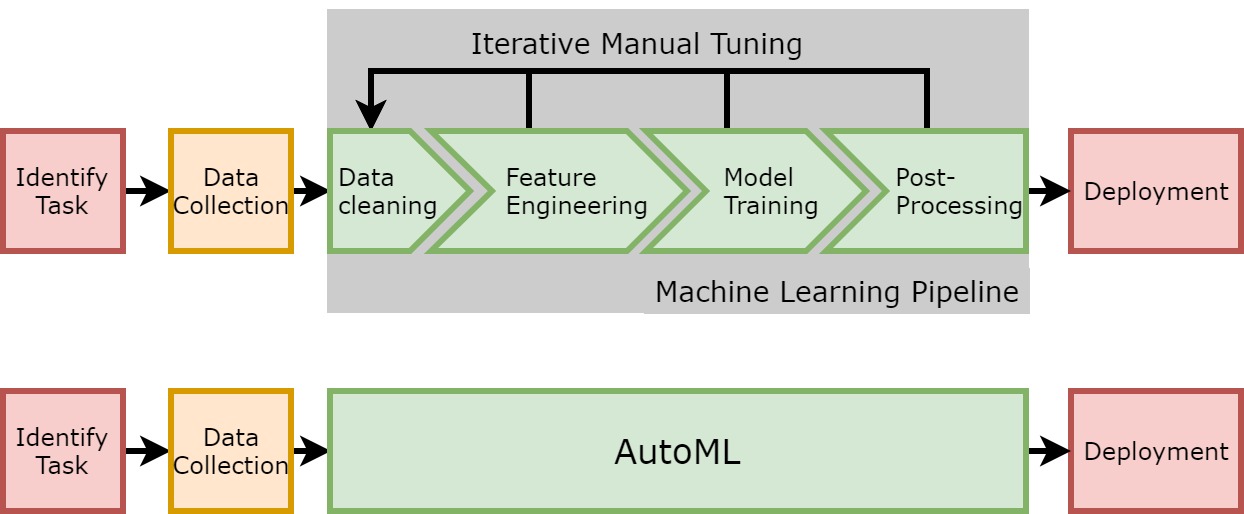 Iterative Manual Tuning
Identify
Task
Data
Collection
Data
cleaning
Feature
Engineering
Model
Training
Post-
Processing
Deployment
Machine Learning Pipeline
Identify
Task
Data
Collection
AutoML
Deployment